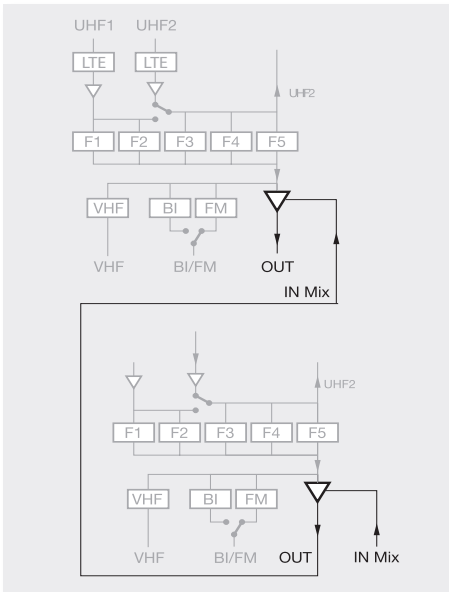 UHF1 UHF2
LTE LTE
UHF2
F1 F2 F3 F4 F5
VHF BI FM
VHF BI/FM OUT
IN Mix
UHF2
F1 F2 F3 F4 F5
VHF BI FM
VHF BI/FM OUT IN Mix